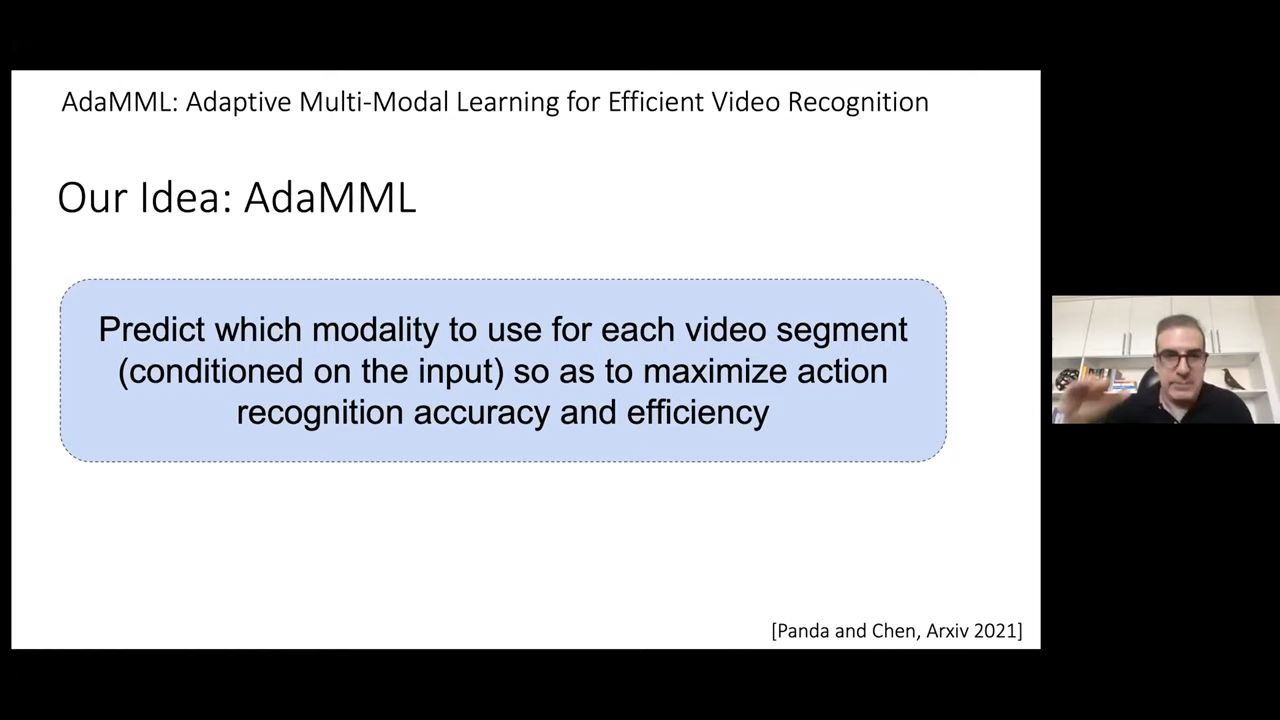 AdaMML: Adaptive Multi-Modal Learning for Efficient Video Recognition
Our Idea: AdaMML
Predict which modality to use for each video segment
(conditioned on the input) so as to maximize action
recognition accuracy and efficiency
[Panda and Chen, Arxiv 2021]